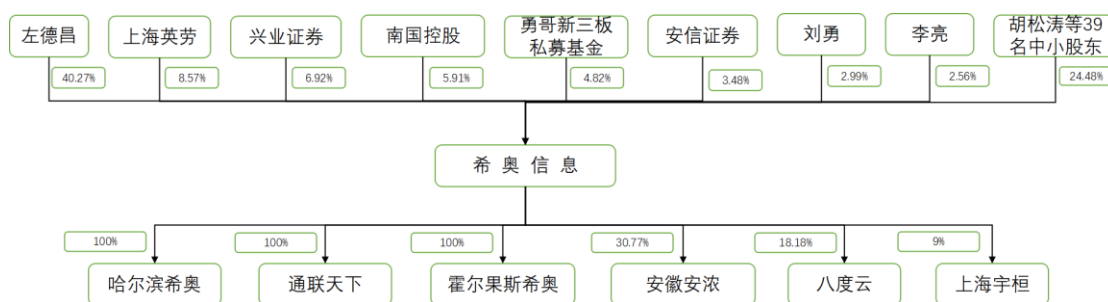 左德昌
上海英劳
兴业证券
南国控股
勇哥新三板
私募基金
安信证券
刘勇
李亮
胡松涛等39
名中小股东
40.27%
8.57%
6.92%
5.91%
4.82%
3.48%
2.99%
2.56%
24.48%
希奥信息
100%
100%
100%
30.77%
18.18%
9%
哈尔滨希奥
通联天下
霍尔果斯希奥
安徽安浓
八度云
上海宇桓